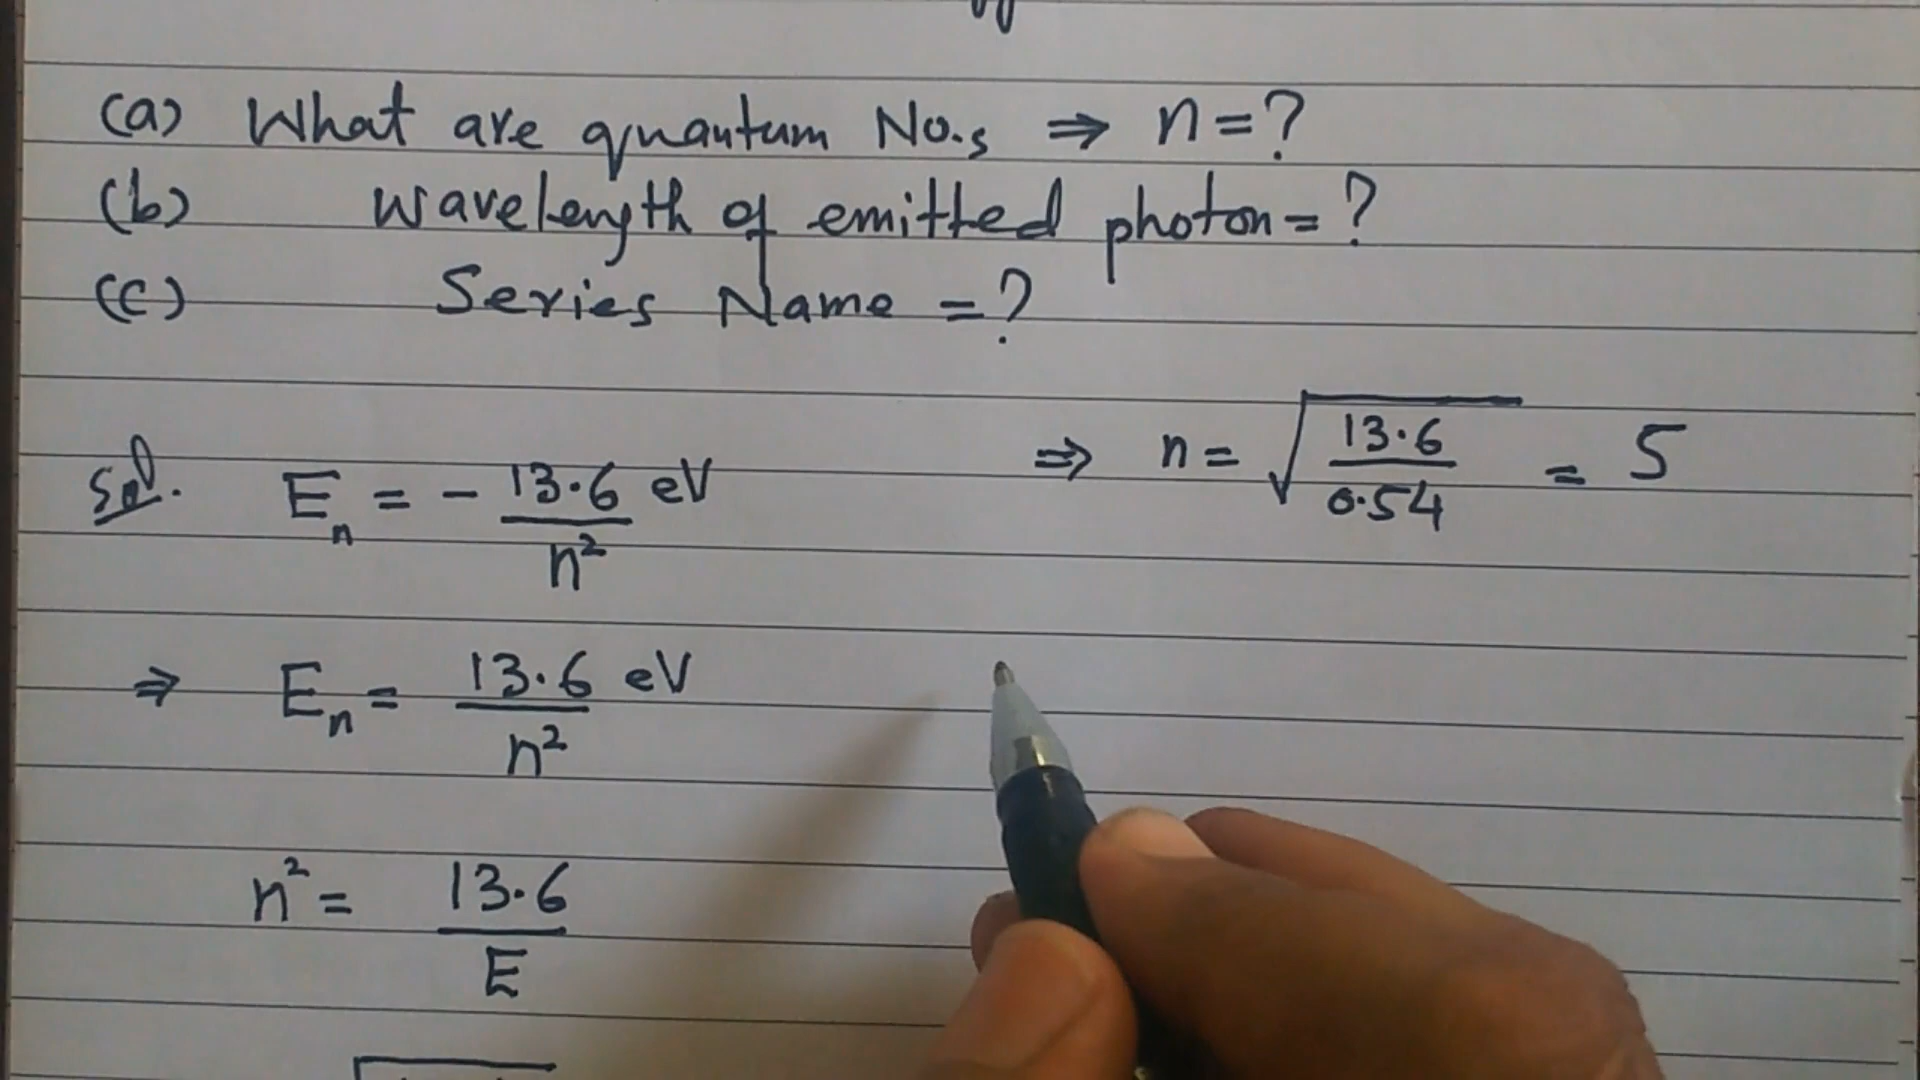 (a) What are quantum No.s ⇒ n=?
(b) wavelength of emitted photon=?
(c) Series Name =?
Sol. Eₙ = - 13.6 eV / n²
⇒ Eₙ = 13.6 eV / n²
n² = 13.6 / E
⇒ n = √(13.6 / 0.54) = 5